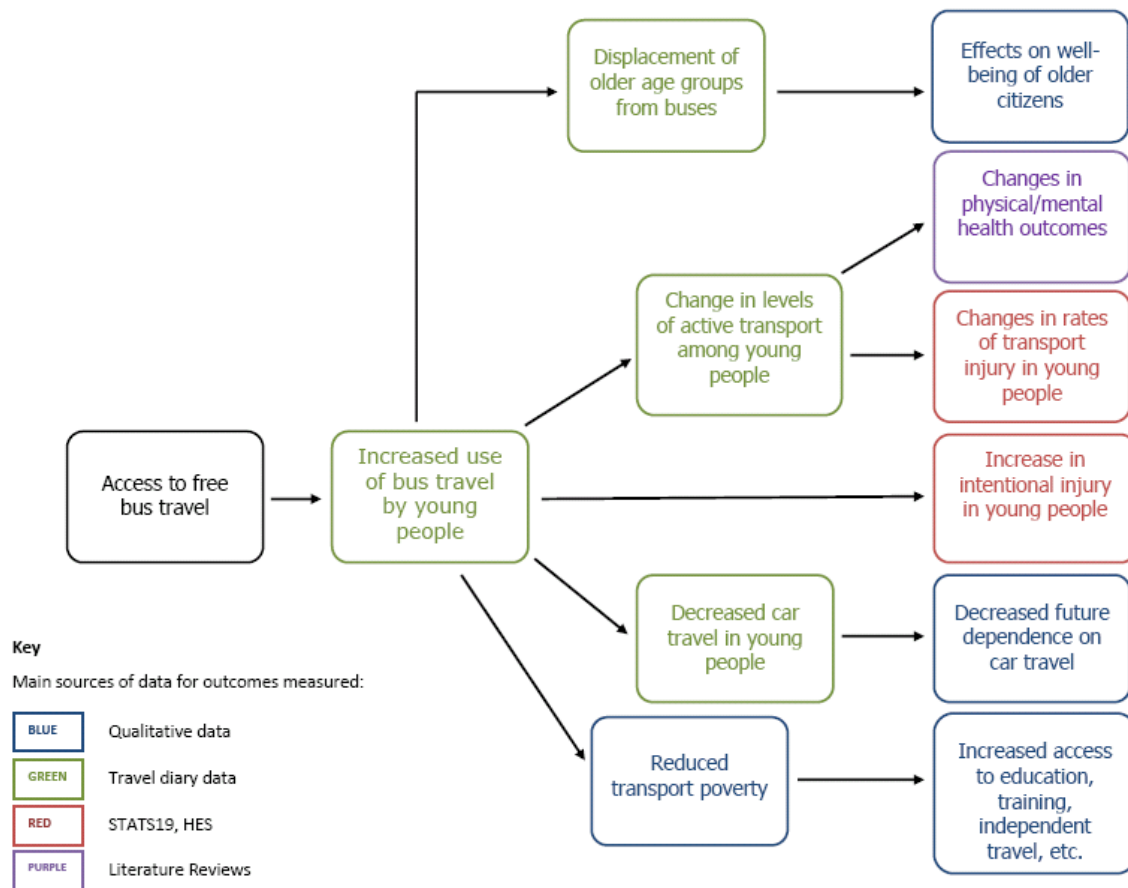 Displacement of
older age groups
from buses
Effects on well-
being of older
citizens
Changes in
physical/mental
health outcomes
Change in levels
of active transport
among young
people
Changes in rates
of transport
injury in young
people
Access to free
bus travel
Increased use
of bus travel
by young
people
Increase in
intentional injury
in young people
Decreased car
travel in young
people
Decreased future
dependence on
car travel
Reduced
transport poverty
Increased access
to education,
training,
independent
travel, etc.
Key
Main sources of data for outcomes measured:
BLUE Qualitative data
GREEN Travel diary data
RED STATS19, HES
PURPLE Literature Reviews